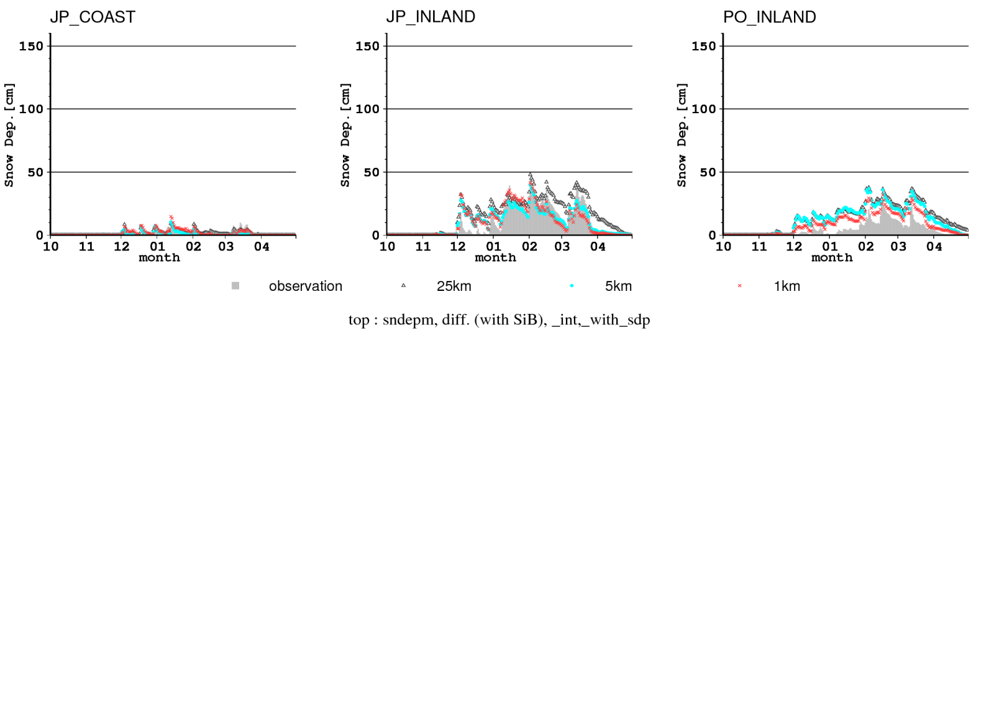 JP_COAST
150
100
50
0
Snow Dep.[cm]
10 11 12 01 02 03 04
month
JP_INLAND
150
100
50
0
Snow Dep.[cm]
10 11 12 01 02 03 04
month
PO_INLAND
150
100
50
0
Snow Dep.[cm]
10 11 12 01 02 03 04
month
observation 25km 5km 1km
top : sndepm, diff. (with SiB), _int,_with_sdp